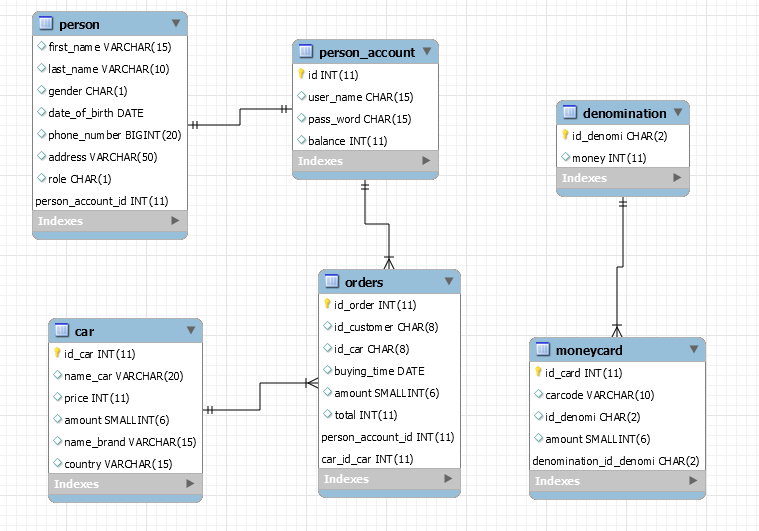 person
first_name VARCHAR(15)
last_name VARCHAR(10)
gender CHAR(1)
date_of_birth DATE
phone_number BIGINT(20)
address VARCHAR(50)
role CHAR(1)
person_account_id INT(11)
Indexes
person_account
id INT(11)
user_name CHAR(15)
pass_word CHAR(15)
balance INT(11)
Indexes
denomination
id_denomi CHAR(2)
money INT(11)
Indexes
car
id_car INT(11)
name_car VARCHAR(20)
price INT(11)
amount SMALLINT(6)
name_brand VARCHAR(15)
country VARCHAR(15)
Indexes
orders
id_order INT(11)
id_customer CHAR(8)
id_car CHAR(8)
buying_time DATE
amount SMALLINT(6)
total INT(11)
person_account_id INT(11)
car_id_car INT(11)
Indexes
moneycard
id_card INT(11)
carcode VARCHAR(10)
id_denomi CHAR(2)
amount SMALLINT(6)
denomination_id_denomi CHAR(2)
Indexes